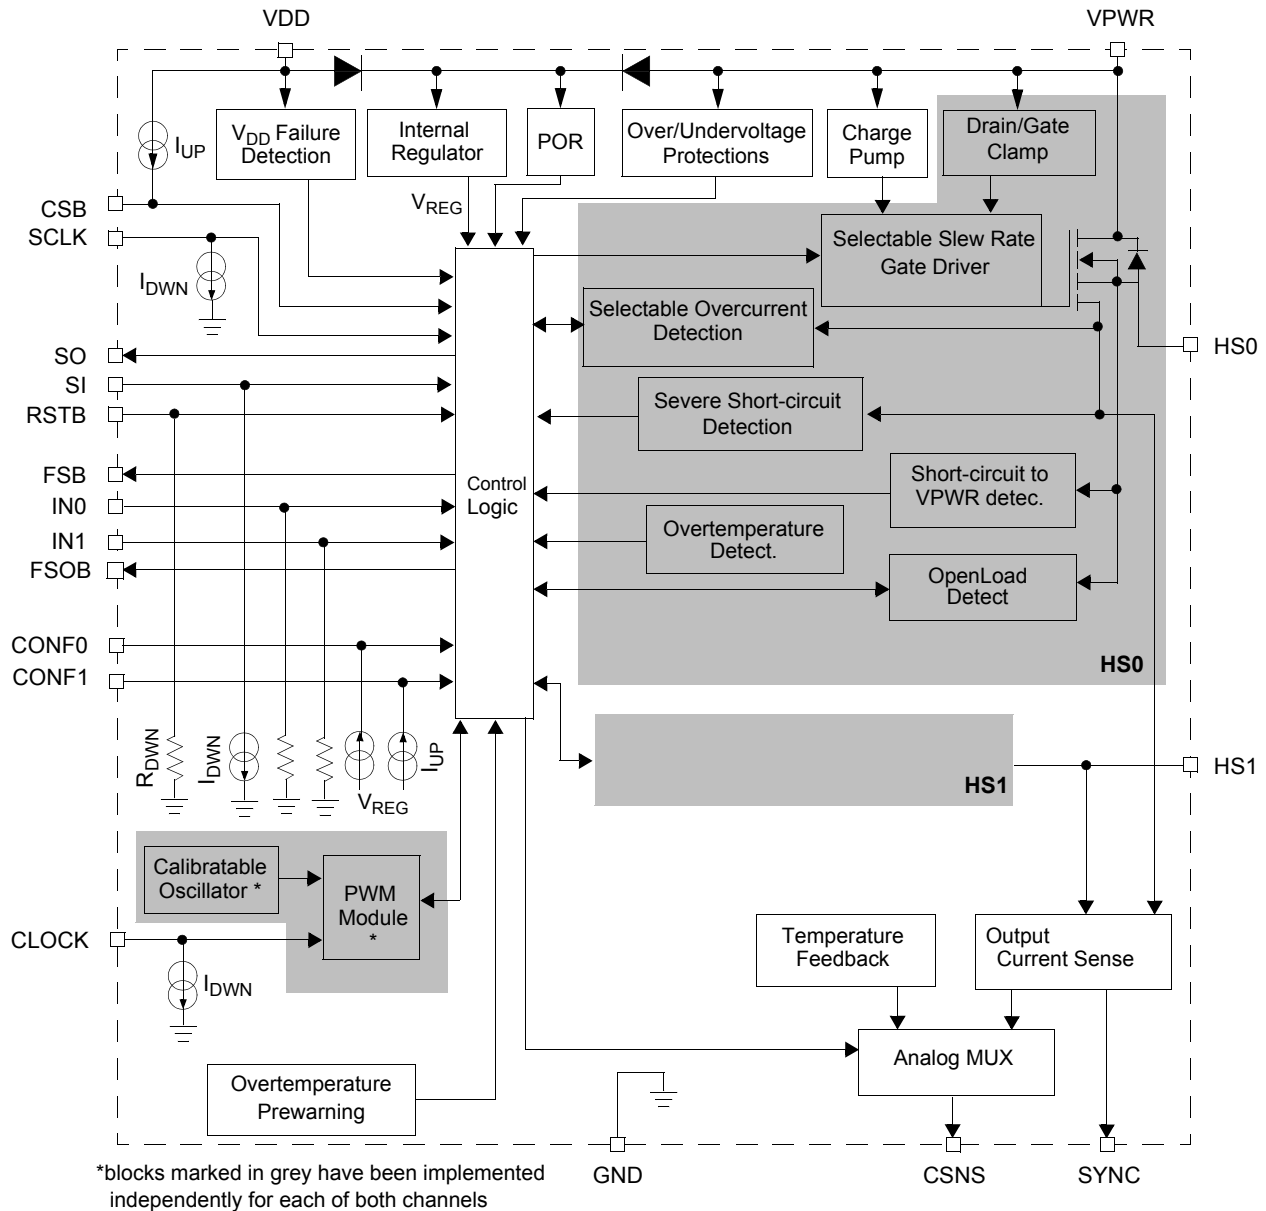 VDD
VPWR
IUP
VDD Failure
Detection
Internal
Regulator
POR
Over/Undervoltage
Protections
Charge
Pump
Drain/Gate
Clamp
VREG
CSB
SCLK
IDWN
Selectable Slew Rate
Gate Driver
Selectable Overcurrent
Detection
HS0
SO
SI
RSTB
Severe Short-circuit
Detection
FSB
IN0
IN1
FSOB
Control
Logic
Short-circuit to
VPWR detec.
Overtemperature
Detect.
OpenLoad
Detect
CONF0
CONF1
HS0
RDWN
IDWN
VREG
IUP
HS1
HS1
Calibratable
Oscillator *
PWM
Module
*
CLOCK
IDWN
Temperature
Feedback
Output
Current Sense
Analog MUX
Overtemperature
Prewarning
GND
CSNS
SYNC
*blocks marked in grey have been implemented
independently for each of both channels